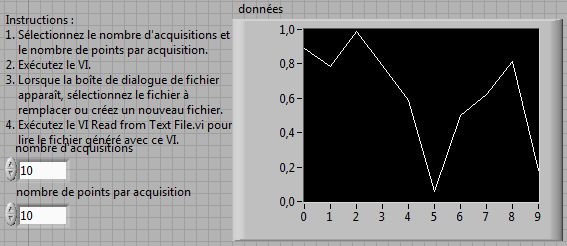 Instructions :
1. Sélectionnez le nombre d'acquisitions et
le nombre de points par acquisition.
2. Exécutez le VI.
3. Lorsque la boîte de dialogue de fichier
apparaît, sélectionnez le fichier à
remplacer ou créez un nouveau fichier.
4. Exécutez le VI Read from Text File.vi pour
lire le fichier généré avec ce VI.
nombre d'acquisitions
10
nombre de points par acquisition
10
données
1,0
0,8
0,6
0,4
0,2
0,0
0 1 2 3 4 5 6 7 8 9